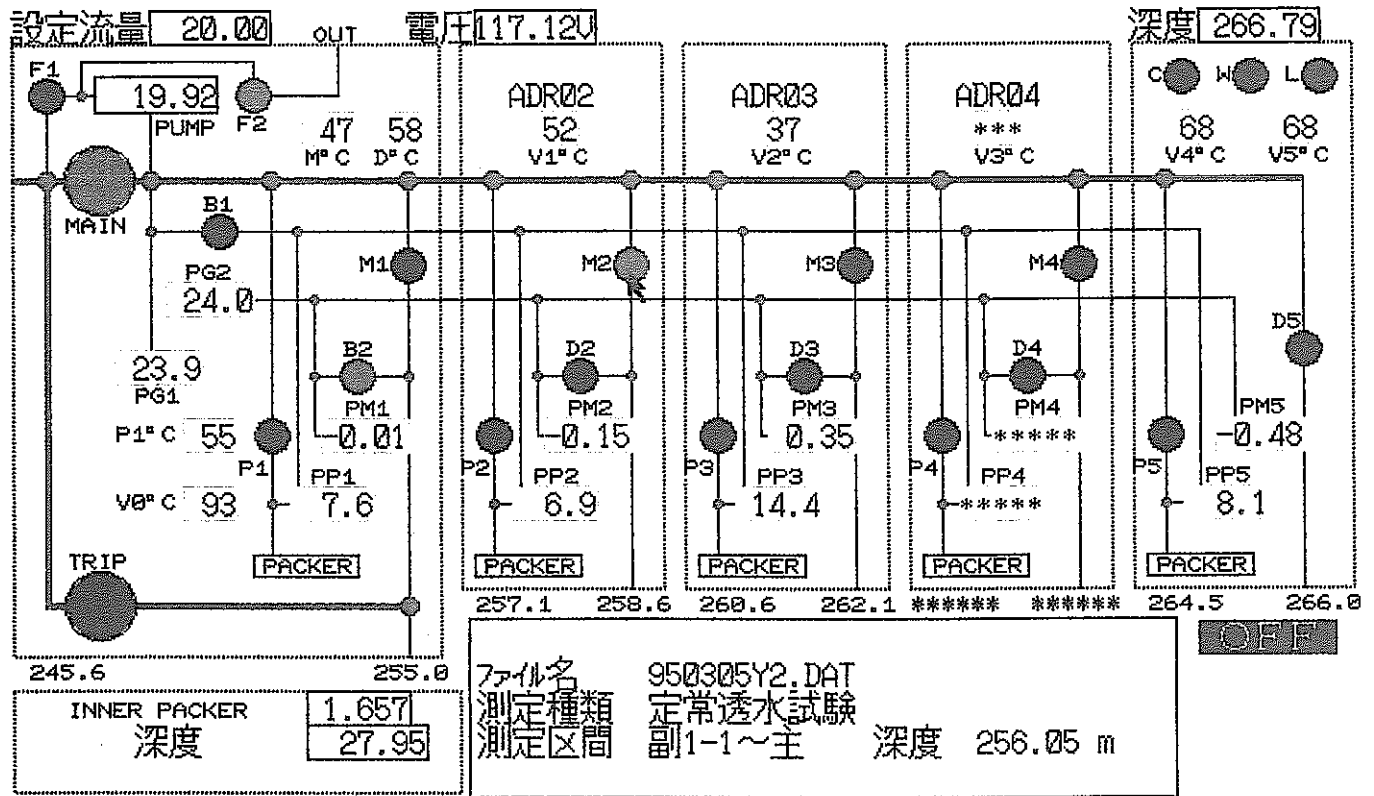 設定流量 20.00 OUT 電圧 117.12V 深度 266.79
F1 19.92 F2 ADR02 ADR03 ADR04 C W L
PUMP 47 58 52 37 *** 68 68
M°C D°C V1°C V2°C V3°C V4°C V5°C
MAIN B1
PG2 M1 M2 M3 M4
24.0
D5
23.9 B2 D2 D3 D4
PG1 PM1 PM2 PM3 PM4 PM5
P1°C 55 -0.01 -0.15 0.35 ***** -0.48
P1 P2 P3 P4 P5
PP1 PP2 PP3 PP4 PP5
V0°C 93 7.6 6.9 14.4 ***** 8.1
TRIP PACKER PACKER PACKER PACKER PACKER
257.1 258.6 260.6 262.1 ****** ****** 264.5 266.0
OFF
245.6 255.0
INNER PACKER 1.657
深度 27.95
ファイル名 950305Y2.DAT
測定種類 定常透水試験
測定区間 副1-1～主 深度 256.05 m